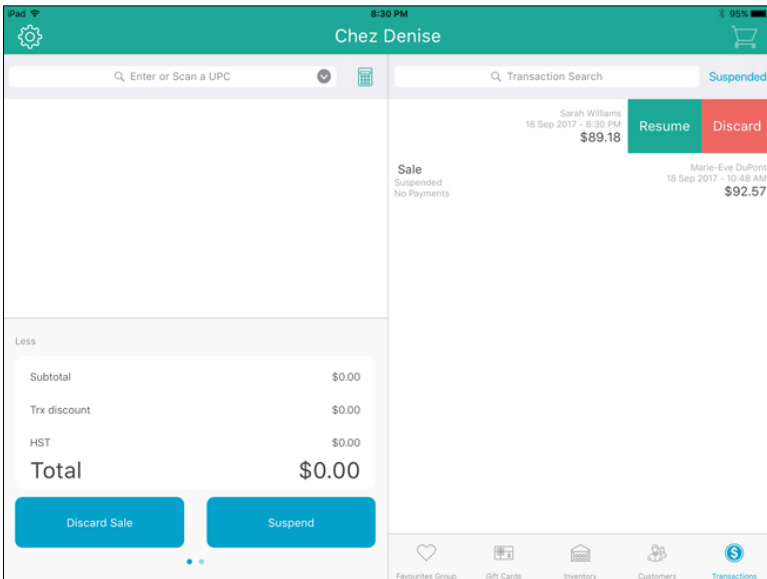 iPad 8:30 PM 95%
Chez Denise
Enter or Scan a UPC
Transaction Search Suspended
Sarah Williams
18 Sep 2017 - 8:30 PM
$89.18
Resume Discard
Sale
Suspended
No Payments
Marie-Eve DuPont
18 Sep 2017 - 10:48 AM
$92.57
Less
Subtotal $0.00
Trx discount $0.00
HST $0.00
Total $0.00
Discard Sale Suspend
Favourites Group Gift Cards Inventory Customers Transactions